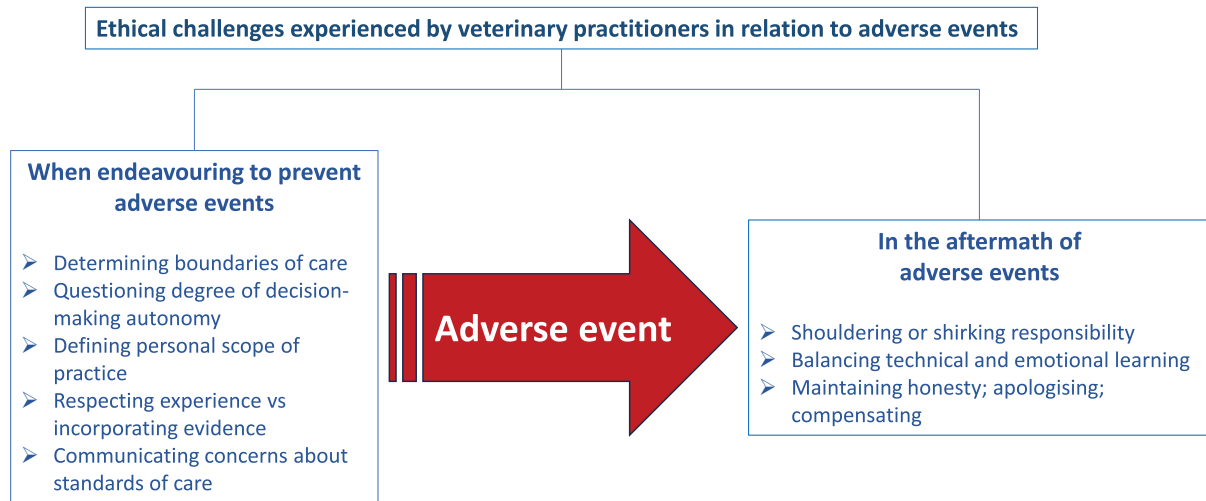 Ethical challenges experienced by veterinary practitioners in relation to adverse events
When endeavouring to prevent
adverse events
➢ Determining boundaries of care
➢ Questioning degree of decision-
making autonomy
➢ Defining personal scope of
practice
➢ Respecting experience vs
incorporating evidence
➢ Communicating concerns about
standards of care
Adverse event
In the aftermath of
adverse events
➢ Shouldering or shirking responsibility
➢ Balancing technical and emotional learning
➢ Maintaining honesty; apologising;
compensating